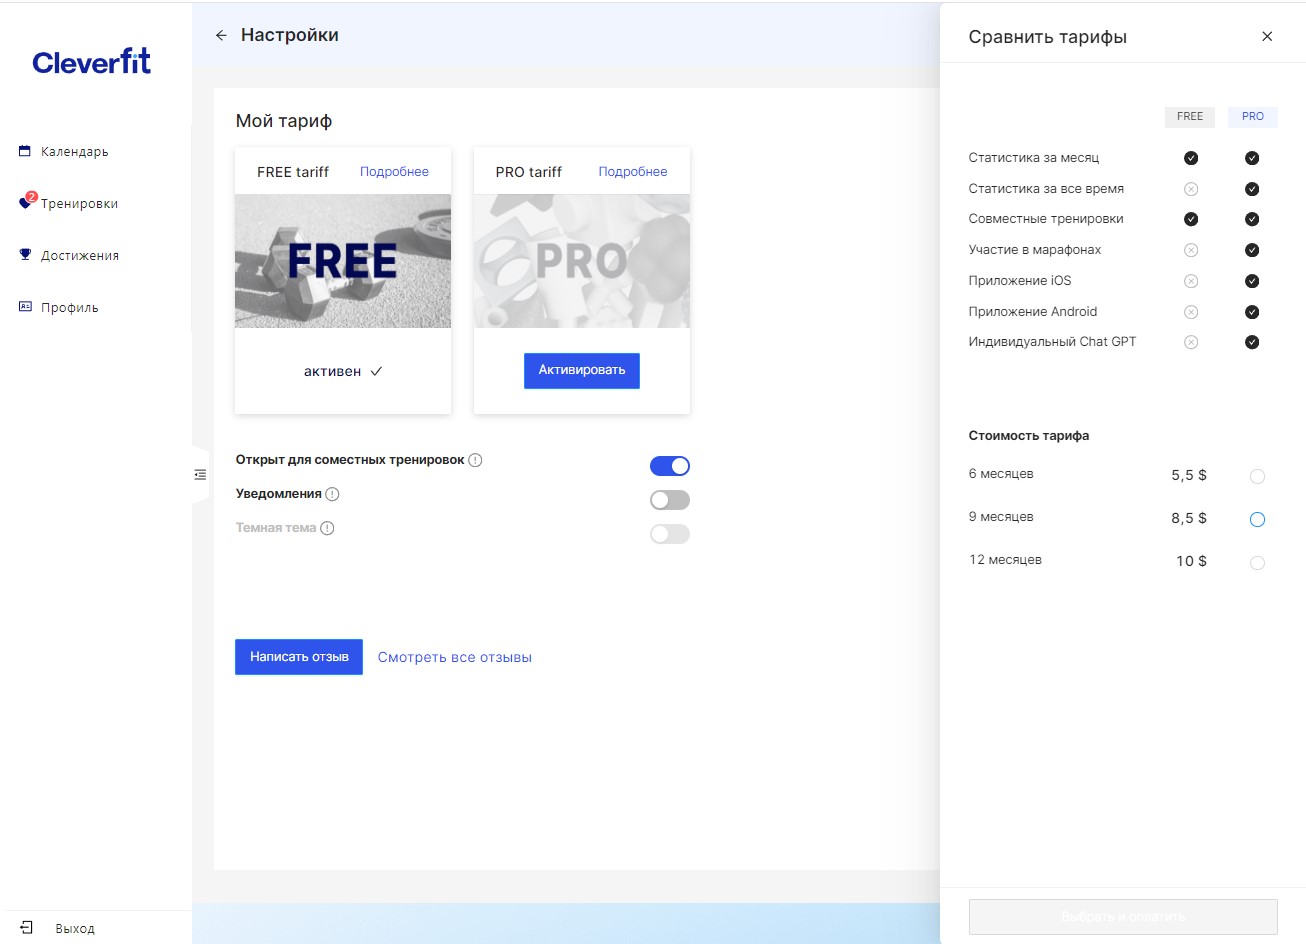 Cleverfit
Календарь
2
Тренировки
Достижения
Профиль
Выход
Настройки
Мой тариф
FREE tariff
Подробнее
FREE
активен
PRO tariff
Подробнее
PRO
Активировать
Открыт для соместных тренировок
Уведомления
Темная тема
Написать отзыв
Смотреть все отзывы
Сравнить тарифы
FREE PRO
Статистика за месяц
Статистика за все время
Совместные тренировки
Участие в марафонах
Приложение iOS
Приложение Android
Индивидуальный Chat GPT
Стоимость тарифа
6 месяцев 5,5 $
9 месяцев 8,5 $
12 месяцев 10 $
Выбрать и оплатить